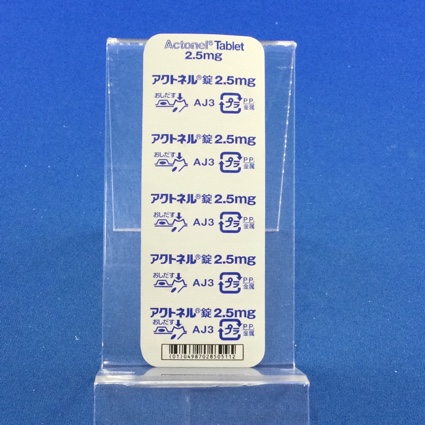 Actonel® Tablet
2.5mg
アクトネル®錠2.5mg
おしだす AJ3 プラ PP, 金属
アクトネル®錠2.5mg
おしだす AJ3 プラ PP, 金属
アクトネル®錠2.5mg
おしだす AJ3 プラ PP, 金属
アクトネル®錠2.5mg
おしだす AJ3 プラ PP, 金属
アクトネル®錠2.5mg
おしだす AJ3 プラ PP, 金属
(01)04987028505112